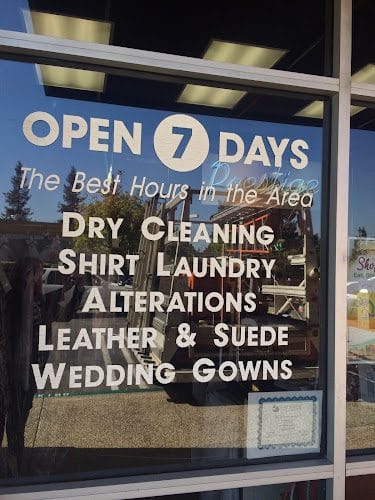 OPEN 7 DAYS
The Best Hours in the Area
DRY CLEANING
SHIRT LAUNDRY
ALTERATIONS
LEATHER & SUEDE
WEDDING GOWNS